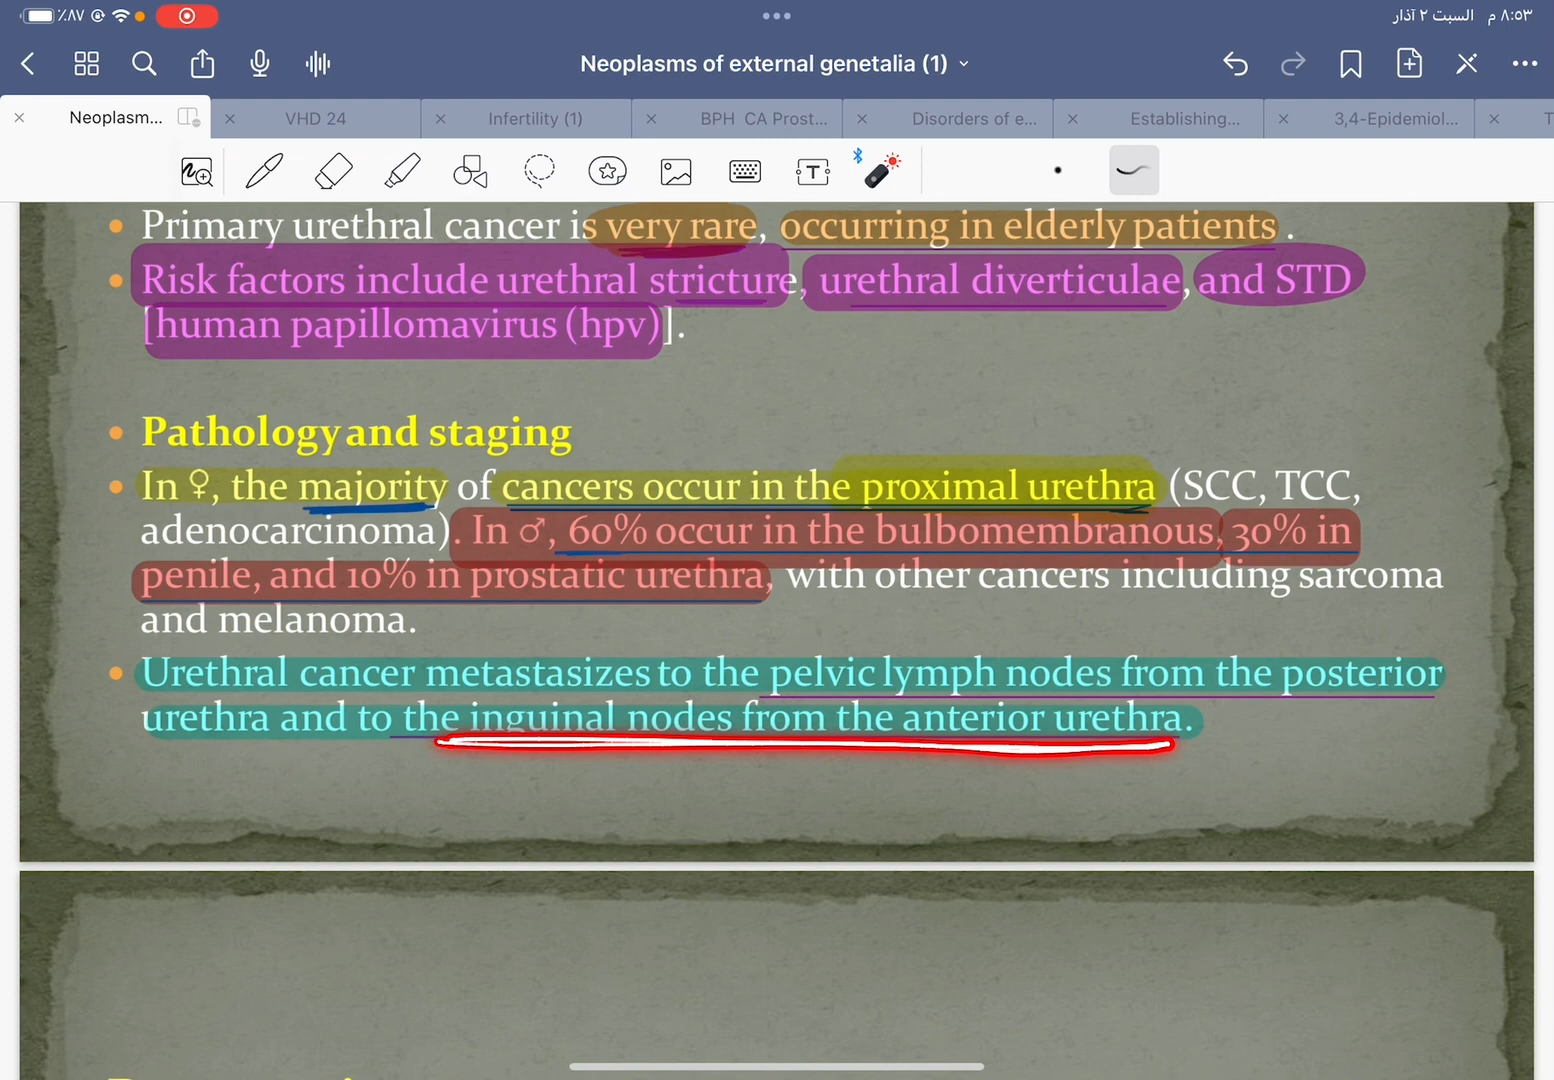 ٪٨٧
٨:٥٣ م السبت ٢ آذار
Neoplasms of external genetalia (1)
Neoplasm...
VHD 24
Infertility (1)
BPH CA Prost...
Disorders of e...
Establishing...
3,4-Epidemiol...
T
• Primary urethral cancer is very rare, occurring in elderly patients .
• Risk factors include urethral stricture, urethral diverticulae, and STD
[human papillomavirus (hpv)].
• Pathology and staging
• In ♀, the majority of cancers occur in the proximal urethra (SCC, TCC,
adenocarcinoma). In ♂, 60% occur in the bulbomembranous, 30% in
penile, and 10% in prostatic urethra, with other cancers including sarcoma
and melanoma.
• Urethral cancer metastasizes to the pelvic lymph nodes from the posterior
urethra and to the inguinal nodes from the anterior urethra.